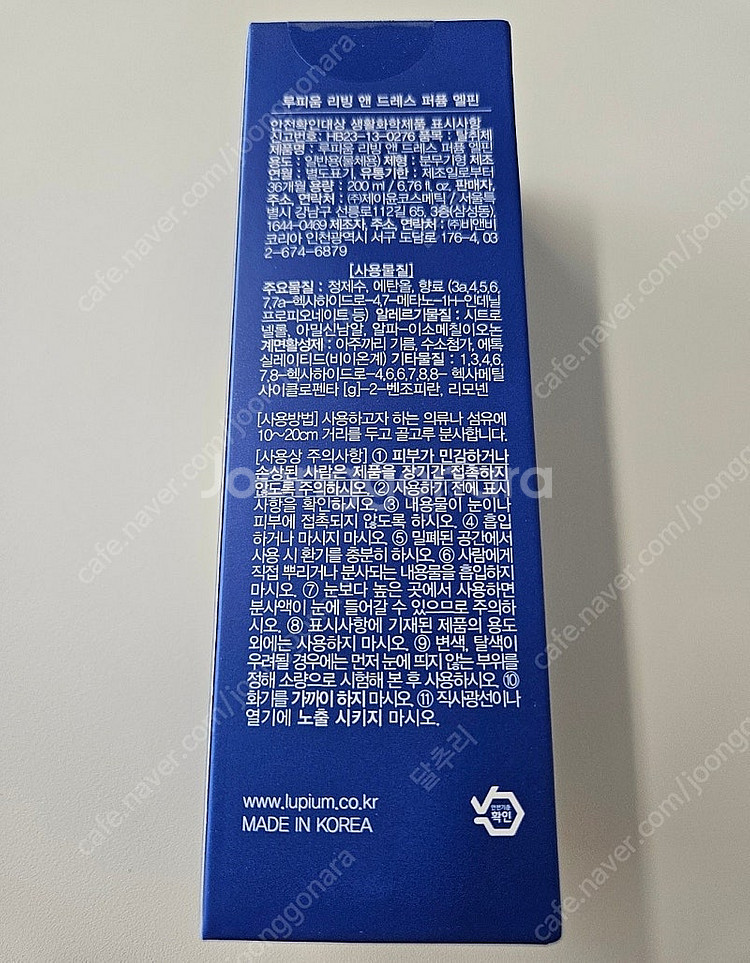 루피움 리빙 앤 드레스 퍼퓸 엘핀
안전확인대상 생활화학제품 표시사항
신고번호 : HB23-13-0276 품목 : 탈취제
제품명 : 루피움 리빙 앤 드레스 퍼퓸 엘핀
용도 : 일반용(물체용) 제형 : 분무기형 제조
연월 : 별도표기, 유통기한 : 제조일로부터
36개월 용량 : 200 ml / 6.76 fl. oz. 판매자,
주소, 연락처 : ㈜제이윤코스메틱 / 서울특
별시 강남구 선릉로112길 65, 3층(삼성동),
1644-0469 제조자, 주소, 연락처 : ㈜비앤비
코리아 인천광역시 서구 도담로 176-4, 03
2-674-6879
[사용물질]
주요물질 : 정제수, 에탄올, 향료 (3a,4,5,6,
7,7a-헥사하이드로-4,7-메타노-1H-인데닐
프로피오네이트 등) 알레르기물질 : 시트로
넬롤, 아밀신남알, 알파-이소메칠이오논
계면활성제 : 아주까리 기름, 수소첨가, 에톡
실레이티드(비이온계) 기타물질 : 1,3,4,6,
7,8-헥사하이드로-4,6,6,7,8,8- 헥사메틸
사이클로펜타 [g]-2-벤조피란, 리모넨
[사용방법] 사용하고자 하는 의류나 섬유에
10~20cm 거리를 두고 골고루 분사합니다.
[사용상 주의사항] ① 피부가 민감하거나
손상된 사람은 제품을 장기간 접촉하지
않도록 주의하시오. ② 사용하기 전에 표시
사항을 확인하시오. ③ 내용물이 눈이나
피부에 접촉되지 않도록 하시오. ④ 흡입
하거나 마시지 마시오. ⑤ 밀폐된 공간에서
사용 시 환기를 충분히 하시오. ⑥ 사람에게
직접 뿌리거나 분사되는 내용물을 흡입하지
마시오. ⑦ 눈보다 높은 곳에서 사용하면
분사액이 눈에 들어갈 수 있으므로 주의하
시오. ⑧ 표시사항에 기재된 제품의 용도
외에는 사용하지 마시오. ⑨ 변색, 탈색이
우려될 경우에는 먼저 눈에 띄지 않는 부위를
정해 소량으로 시험해 본 후 사용하시오. ⑩
화기를 가까이 하지 마시오. ⑪ 직사광선이나
열기에 노출 시키지 마시오.
www.lupium.co.kr
MADE IN KOREA
안전기준
확인
Joonggonara
달추리
cafe.naver.com/joonggonara